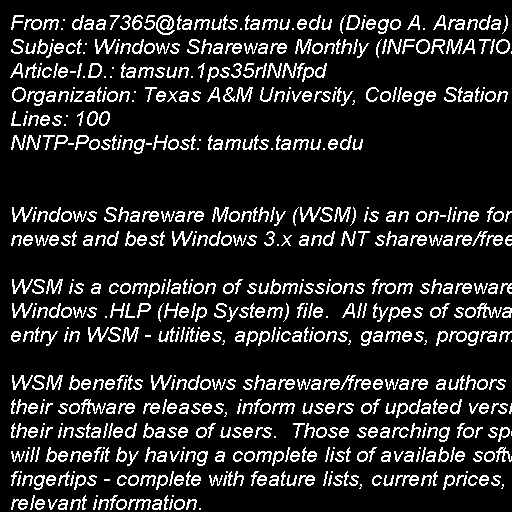 From: daa7365@tamuts.tamu.edu (Diego A. Aranda)
Subject: Windows Shareware Monthly (INFORMATIO
Article-I.D.: tamsun.1ps35rINNfpd
Organization: Texas A&M University, College Station
Lines: 100
NNTP-Posting-Host: tamuts.tamu.edu
Windows Shareware Monthly (WSM) is an on-line for
newest and best Windows 3.x and NT shareware/free
WSM is a compilation of submissions from shareware
Windows .HLP (Help System) file.  All types of softwa
entry in WSM - utilities, applications, games, program
WSM benefits Windows shareware/freeware authors
their software releases, inform users of updated versi
their installed base of users.  Those searching for spe
will benefit by having a complete list of available soft
fingertips - complete with feature lists, current prices,
relevant information.